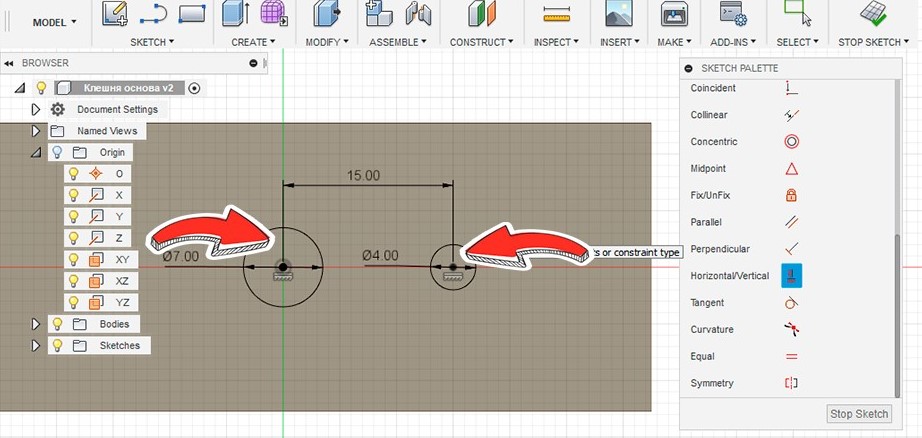 MODEL
SKETCH
CREATE
MODIFY
ASSEMBLE
CONSTRUCT
INSPECT
INSERT
MAKE
ADD-INS
SELECT
STOP SKETCH
BROWSER
Клешня основа v2
Document Settings
Named Views
Origin
O
X
Y
Z
XY
XZ
YZ
Bodies
Sketches
15.00
Ø7.00
Ø4.00
or constraint type
SKETCH PALETTE
Coincident
Collinear
Concentric
Midpoint
Fix/UnFix
Parallel
Perpendicular
Horizontal/Vertical
Tangent
Curvature
Equal
Symmetry
Stop Sketch